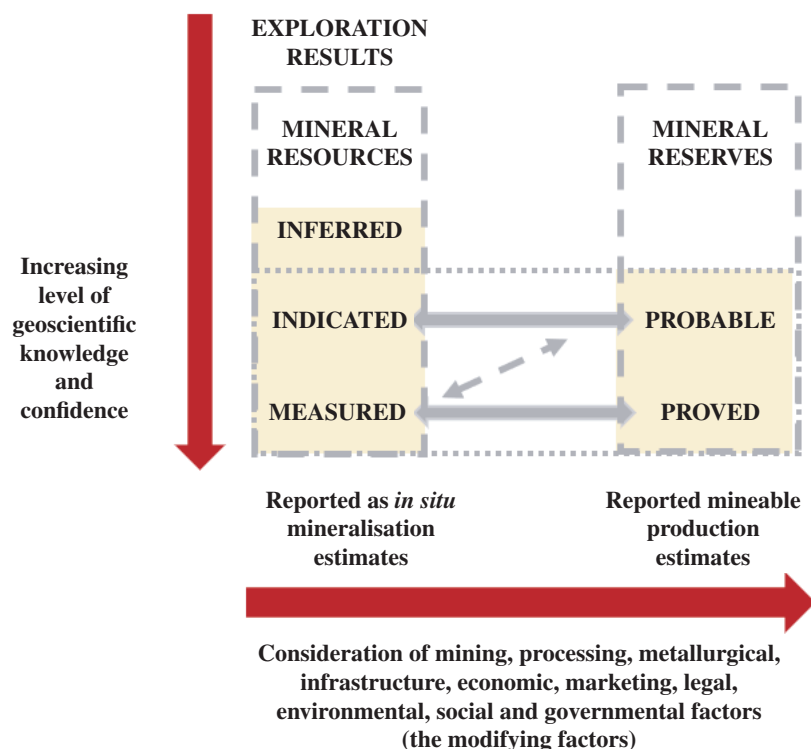 EXPLORATION
RESULTS
MINERAL
RESOURCES
MINERAL
RESERVES
INFERRED
Increasing
level of
geoscientific
knowledge
and
confidence
INDICATED
PROBABLE
MEASURED
PROVED
Reported as in situ
mineralisation
estimates
Reported mineable
production
estimates
Consideration of mining, processing, metallurgical,
infrastructure, economic, marketing, legal,
environmental, social and governmental factors
(the modifying factors)